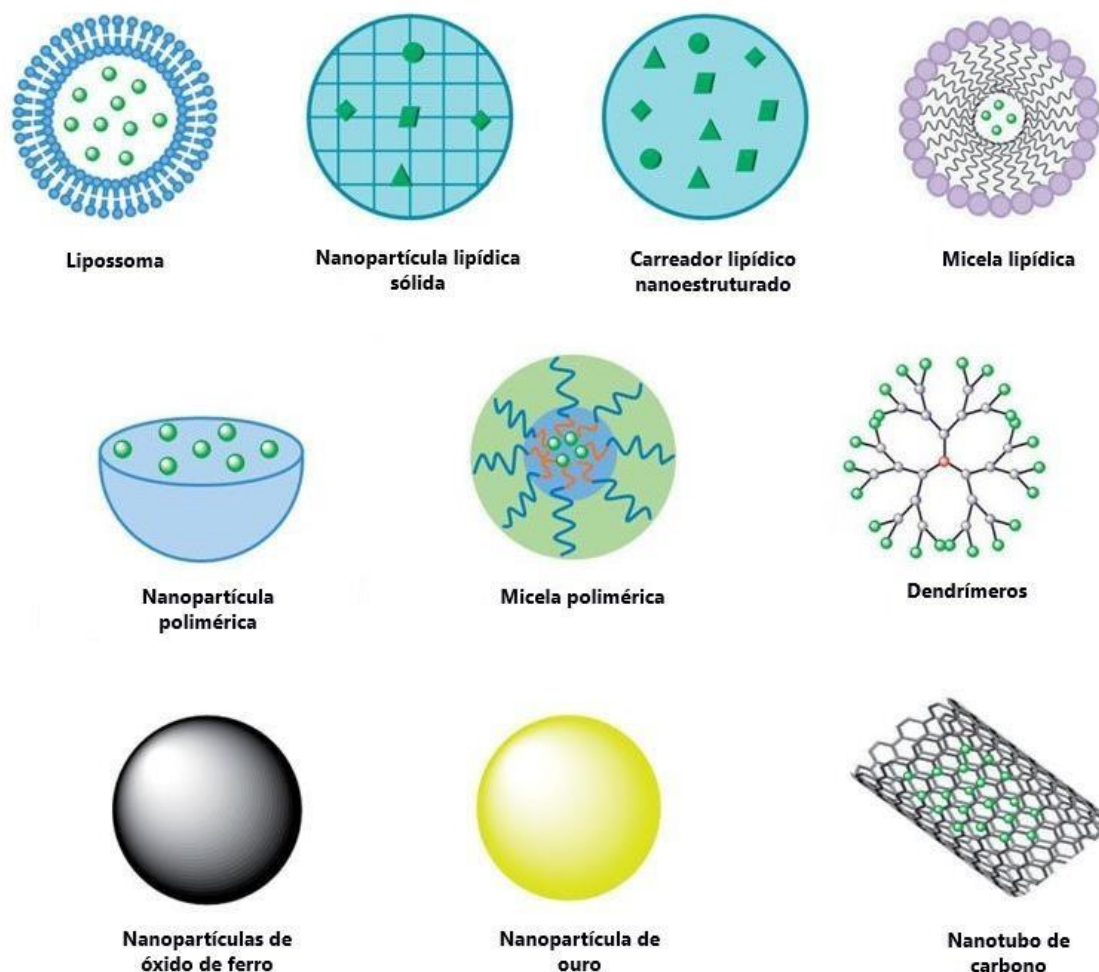 Lipossoma
Nanopartícula lipídica
sólida
Carreador lipídico
nanoestruturado
Micela lipídica
Nanopartícula
polimérica
Micela polimérica
Dendrímeros
Nanopartículas de
óxido de ferro
Nanopartícula de
ouro
Nanotubo de
carbono